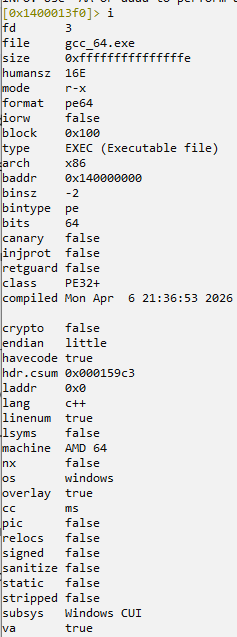 [0x1400013f0]> i
fd 3
file gcc_64.exe
size 0xfffffffffffffffe
humansz 16E
mode r-x
format pe64
iorw false
block 0x100
type EXEC (Executable file)
arch x86
baddr 0x140000000
binsz -2
bintype pe
bits 64
canary false
injprot false
retguard false
class PE32+
compiled Mon Apr 6 21:36:53 2026
crypto false
endian little
havecode true
hdr.csum 0x000159c3
laddr 0x0
lang c++
linenum true
lsyms false
machine AMD 64
nx false
os windows
overlay true
cc ms
pic false
relocs false
signed false
sanitize false
static false
stripped false
subsys Windows CUI
va true